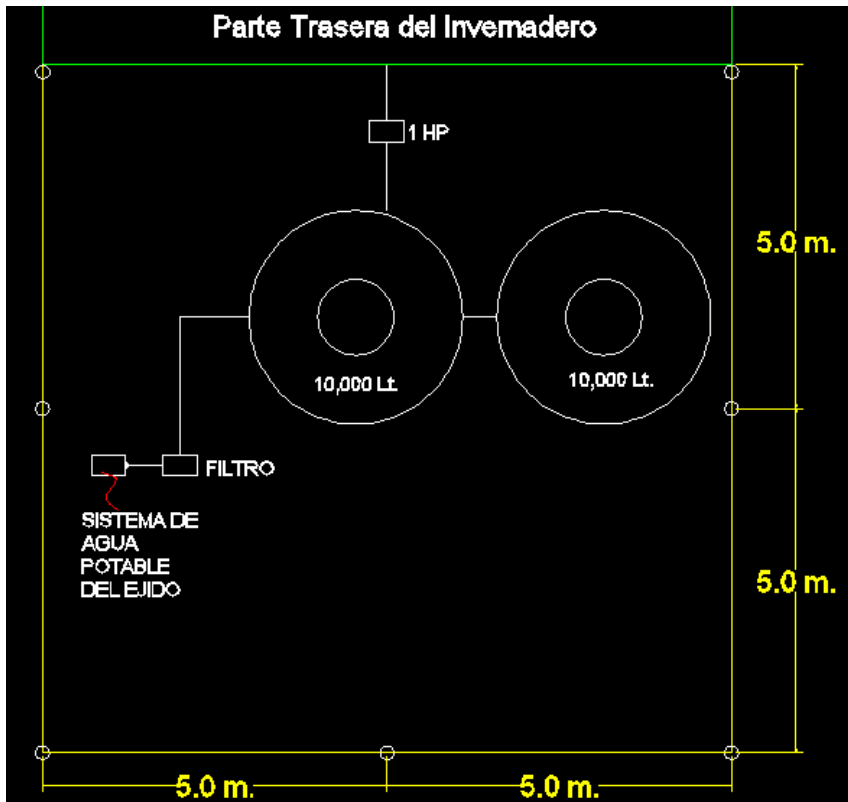 Parte Trasera del Invernadero
1 HP
5.0 m.
10,000 Lt.
10,000 Lt.
FILTRO
SISTEMA DE
AGUA
POTABLE
DEL EJIDO
5.0 m.
5.0 m.
5.0 m.